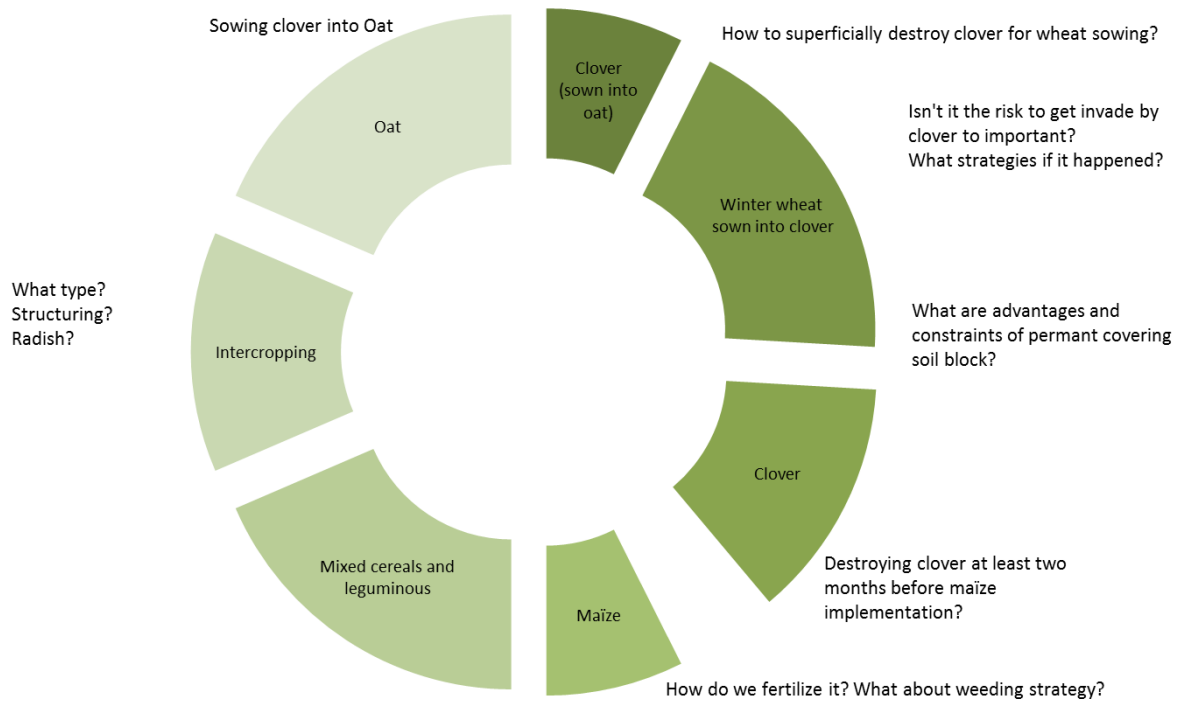 Sowing clover into Oat
How to superficially destroy clover for wheat sowing?
Clover
(sown into
oat)
Oat
Isn't it the risk to get invade by
clover to important?
What strategies if it happened?
Winter wheat
sown into clover
What type?
Structuring?
Radish?
Intercropping
What are advantages and
constraints of permant covering
soil block?
Clover
Mixed cereals and
leguminous
Destroying clover at least two
months before maïze
implementation?
Maïze
How do we fertilize it? What about weeding strategy?